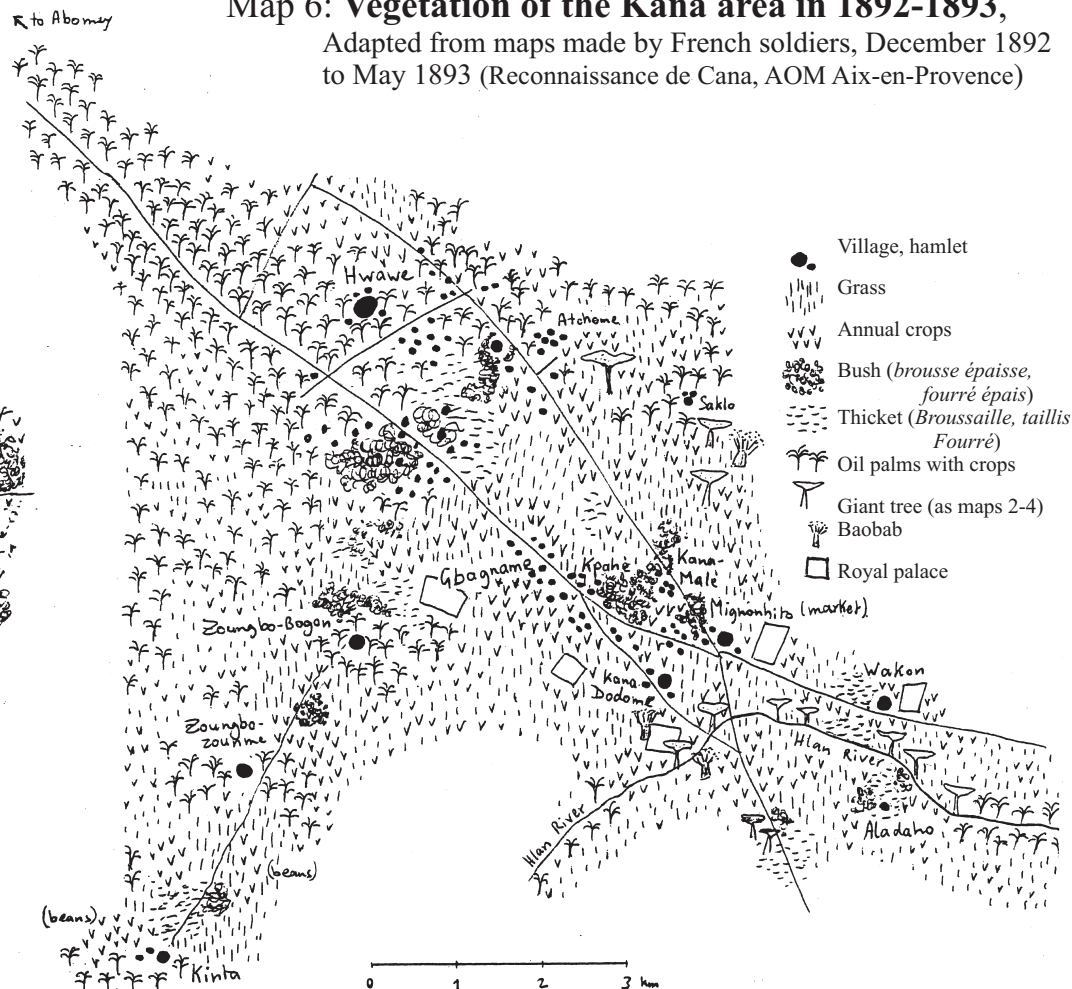 to Abomey
Map 6: Vegetation of the Kana area in 1892-1893,
Adapted from maps made by French soldiers, December 1892
to May 1893 (Reconnaissance de Cana, AOM Aix-en-Provence)
Village, hamlet
Grass
Annual crops
Bush (brousse épaisse,
fourré épais)
Thicket (Broussaille, taillis
Fourré)
Oil palms with crops
Giant tree (as maps 2-4)
Baobab
Royal palace
Hwawe
Atchome
Saklo
Gbagname
Kpahe
Kana-
Male
Mignonhito (market)
Zoungbo-Bogon
Kana-
Dodome
Wakon
Zoungbo-
zounme
Hlan River
Hlan River
Aladaho
(beans)
(beans)
Kinta
0 1 2 3 km